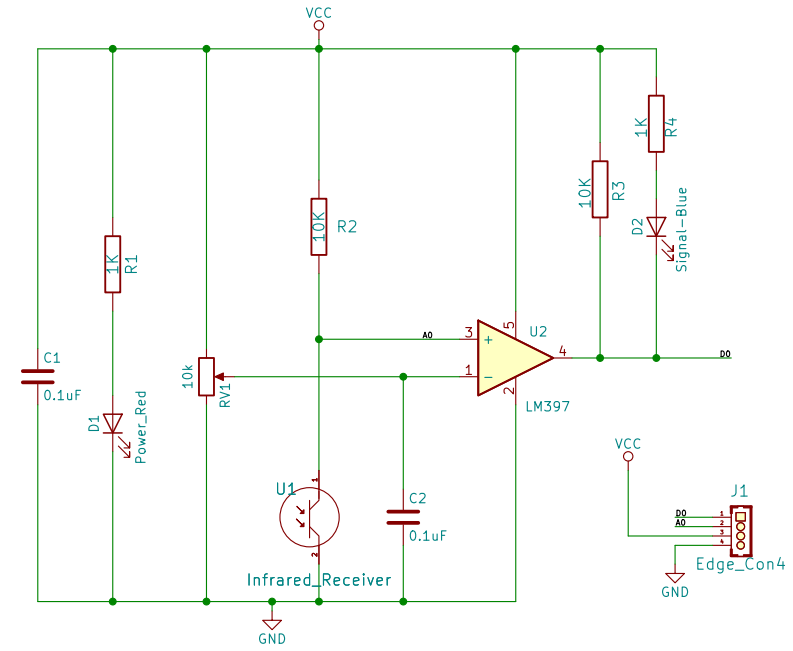 VCC
1K
R4
10K
R3
D2
Signal-Blue
10K
R2
1K
R1
A0
3
+
5
U2
4
D0
1
-
2
LM397
C1
0.1uF
10k
RV1
D1
Power_Red
U1
1
2
Infrared_Receiver
C2
0.1uF
GND
VCC
J1
D0
1
A0
2
3
4
Edge_Con4
GND